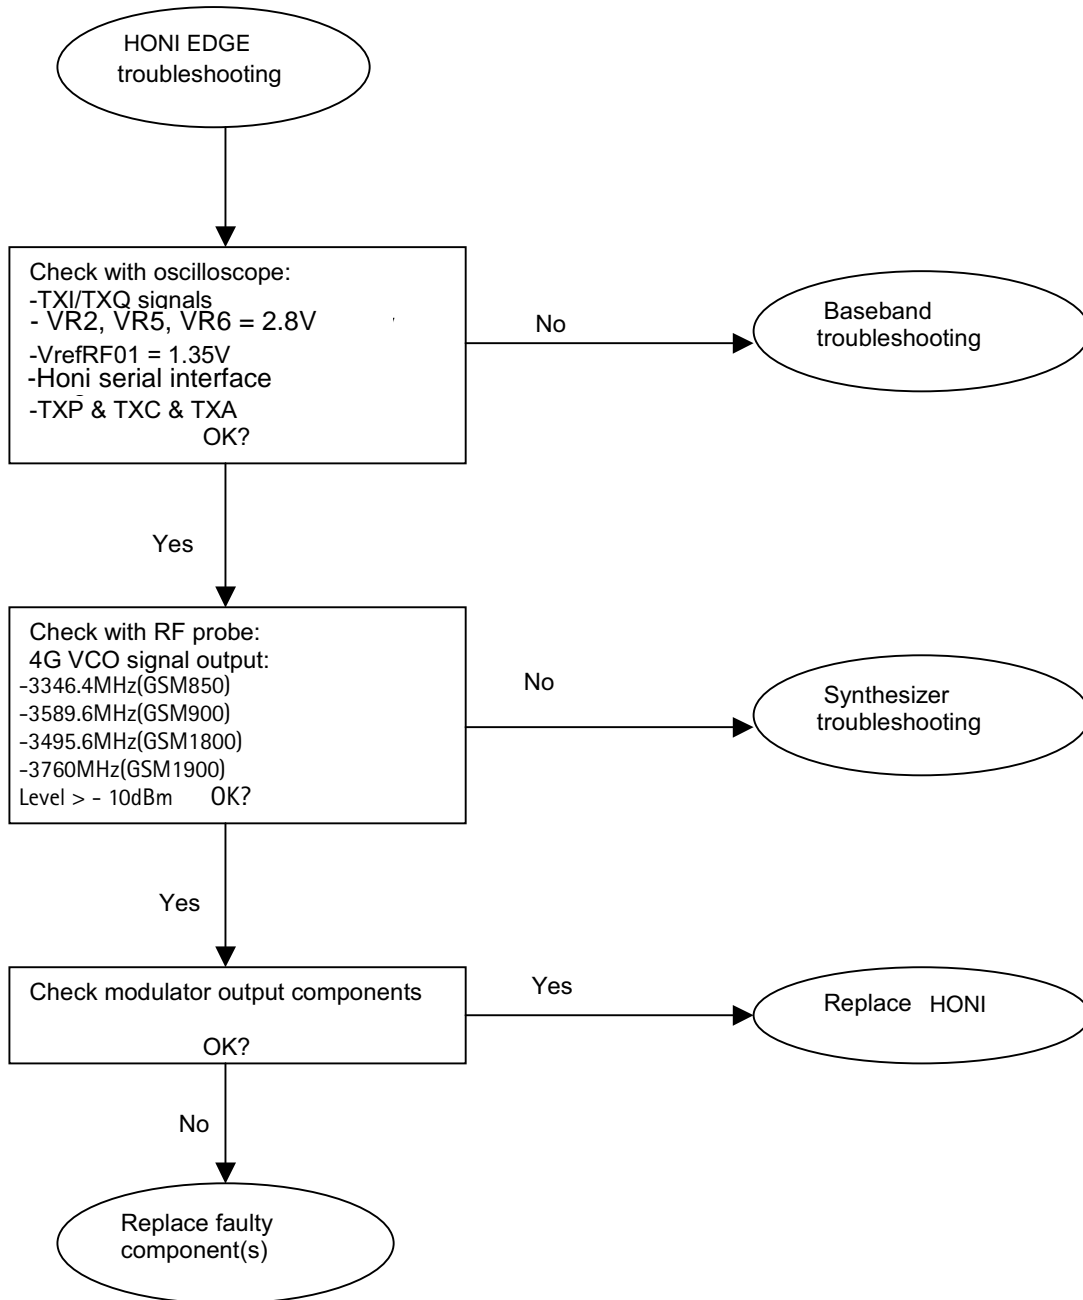 HONI EDGE
troubleshooting
Check with oscilloscope:
-TXI/TXQ signals
- VR2, VR5, VR6 = 2.8V
-VrefRF01 = 1.35V
-Honi serial interface
-TXP & TXC & TXA
OK?
No
Baseband
troubleshooting
Yes
Check with RF probe:
4G VCO signal output:
-3346.4MHz(GSM850)
-3589.6MHz(GSM900)
-3495.6MHz(GSM1800)
-3760MHz(GSM1900)
Level > - 10dBm OK?
No
Synthesizer
troubleshooting
Yes
Check modulator output components
OK?
Yes
Replace HONI
No
Replace faulty
component(s)